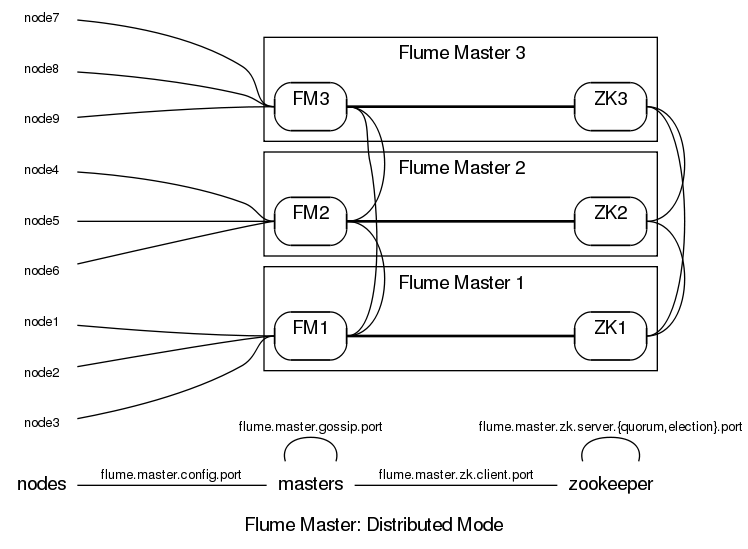 node7
node8
node9
node4
node5
node6
node1
node2
node3
Flume Master 3
FM3
ZK3
Flume Master 2
FM2
ZK2
Flume Master 1
FM1
ZK1
flume.master.gossip.port
flume.master.zk.server.{quorum,election}.port
nodes
flume.master.config.port
masters
flume.master.zk.client.port
zookeeper
Flume Master: Distributed Mode